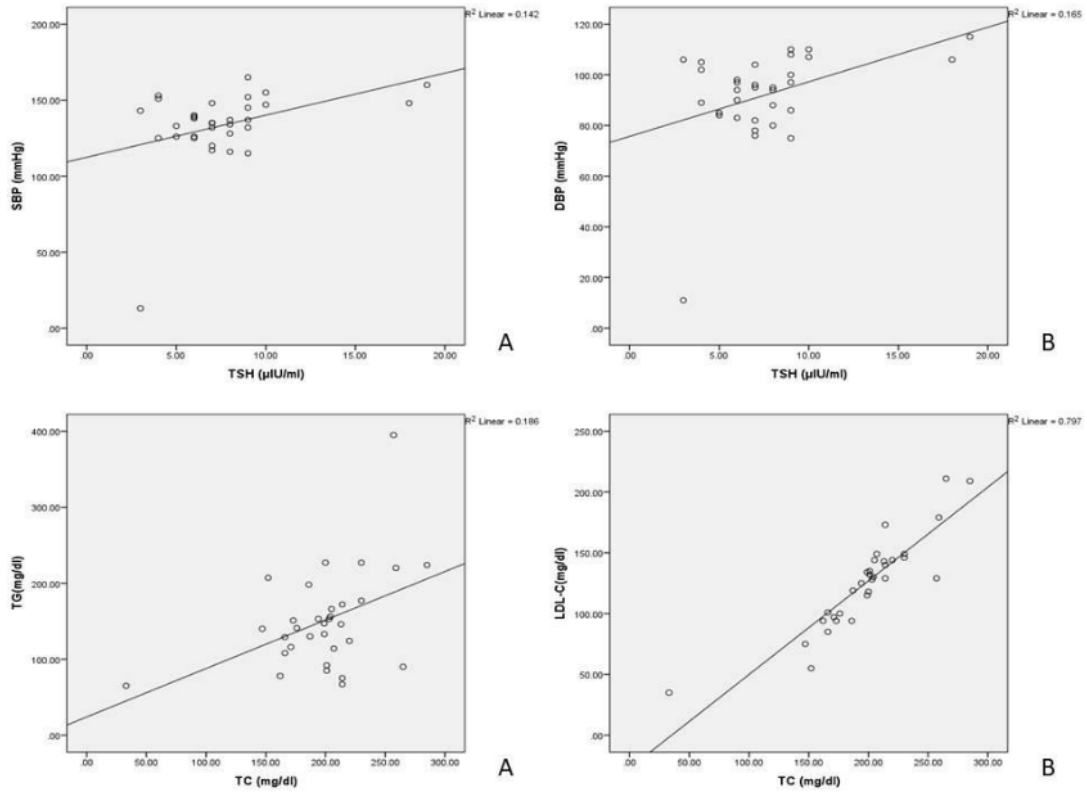 R² Linear = 0.142
200.00
150.00
100.00
50.00
.00
SBP (mmHg)
.00 5.00 10.00 15.00 20.00
TSH (µIU/ml)
A
R² Linear = 0.165
120.00
100.00
80.00
60.00
40.00
20.00
.00
DBP (mmHg)
.00 5.00 10.00 15.00 20.00
TSH (µIU/ml)
B
R² Linear = 0.186
400.00
300.00
200.00
100.00
.00
TG(mg/dl)
.00 50.00 100.00 150.00 200.00 250.00 300.00
TC (mg/dl)
A
R² Linear = 0.797
250.00
200.00
150.00
100.00
50.00
.00
LDL-C(mg/dl)
.00 50.00 100.00 150.00 200.00 250.00 300.00
TC (mg/dl)
B